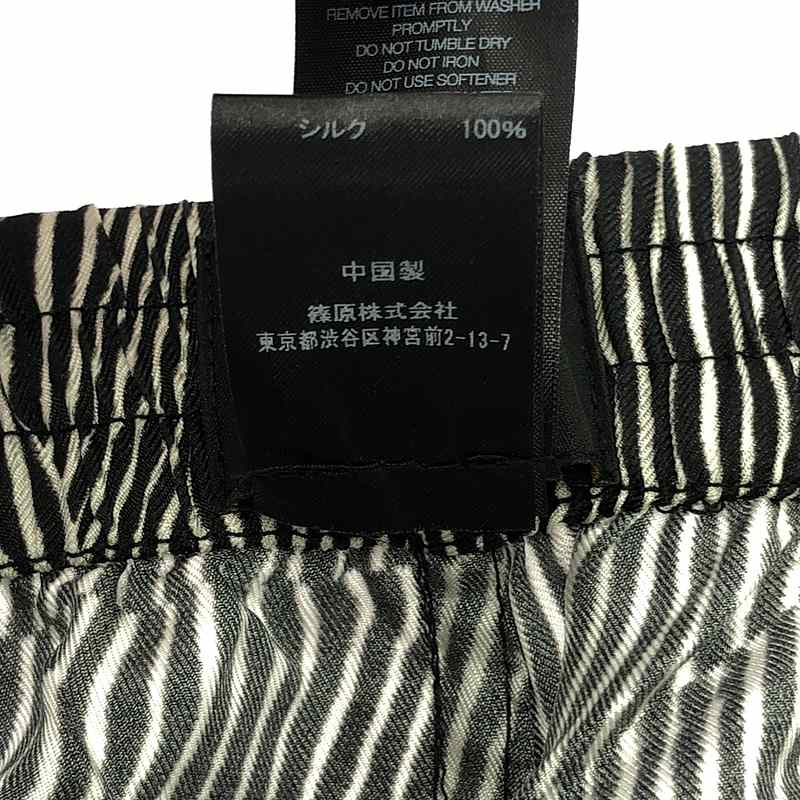 REMOVE ITEM FROM WASHER
PROMPTLY
DO NOT TUMBLE DRY
DO NOT IRON
DO NOT USE SOFTENER
シルク 100%
中国製
篠原株式会社
東京都渋谷区神宮前2-13-7